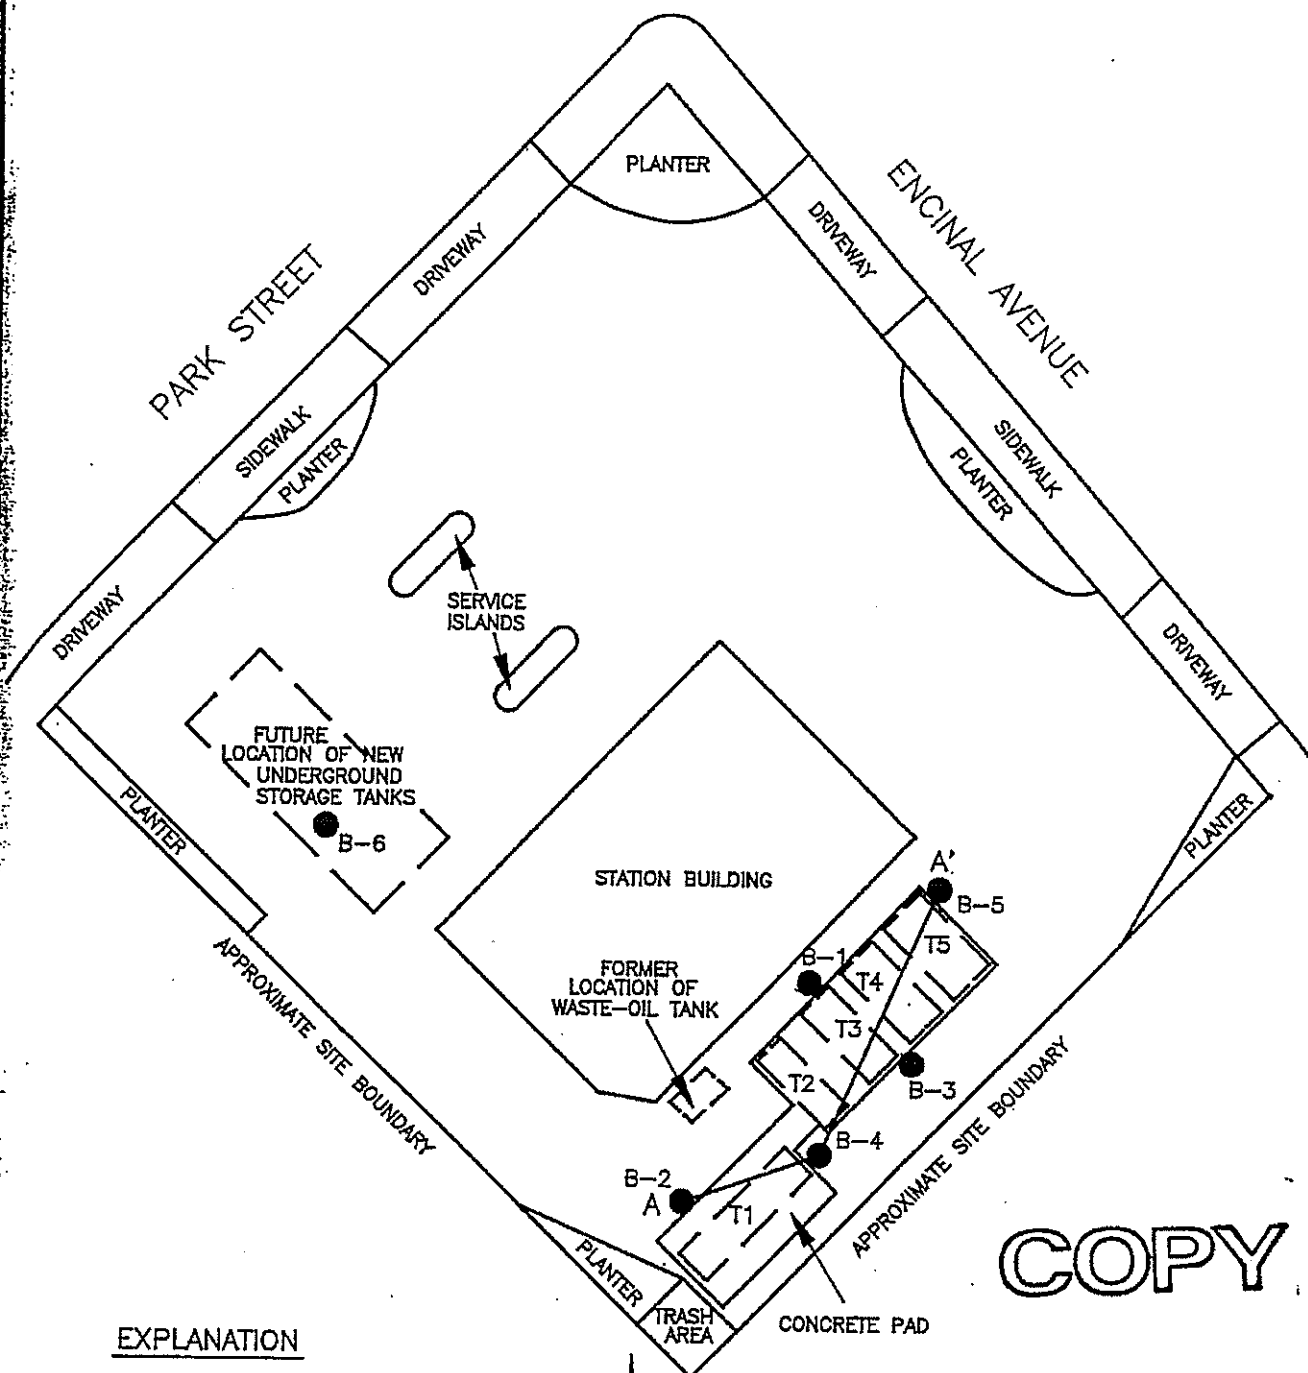 PLANTER
ENCINAL AVENUE
DRIVEWAY
DRIVEWAY
PARK STREET
SIDEWALK
PLANTER
SIDEWALK
PLANTER
SERVICE
ISLANDS
DRIVEWAY
DRIVEWAY
FUTURE
LOCATION OF NEW
UNDERGROUND
STORAGE TANKS
B-6
PLANTER
PLANTER
STATION BUILDING
A'
B-5
T5
B-1
T4
T3
T2
FORMER
LOCATION OF
WASTE-OIL TANK
B-3
APPROXIMATE SITE BOUNDARY
APPROXIMATE SITE BOUNDARY
B-4
B-2
A
T1
PLANTER
TRASH
AREA
CONCRETE PAD
COPY
EXPLANATION